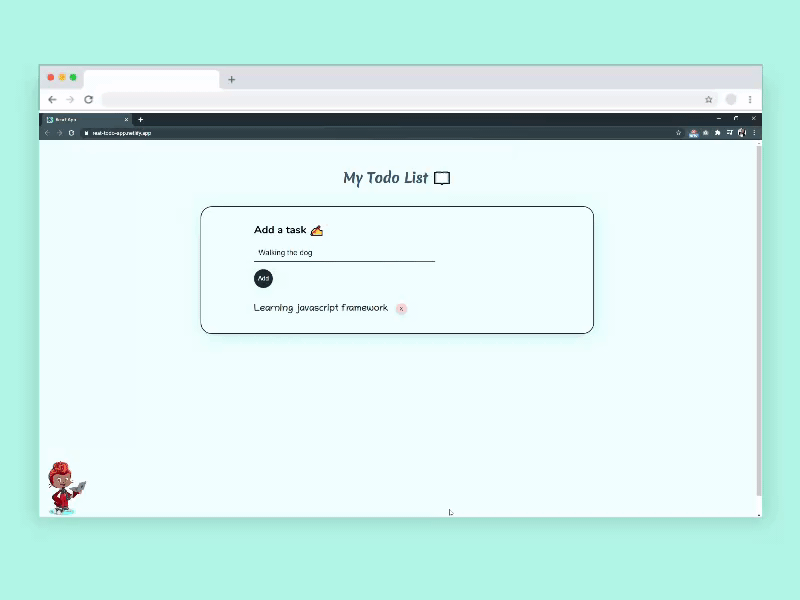 React App
react-todo-app.netlify.app
My Todo List
Add a task
Walking the dog
Add
Learning javascript framework
x